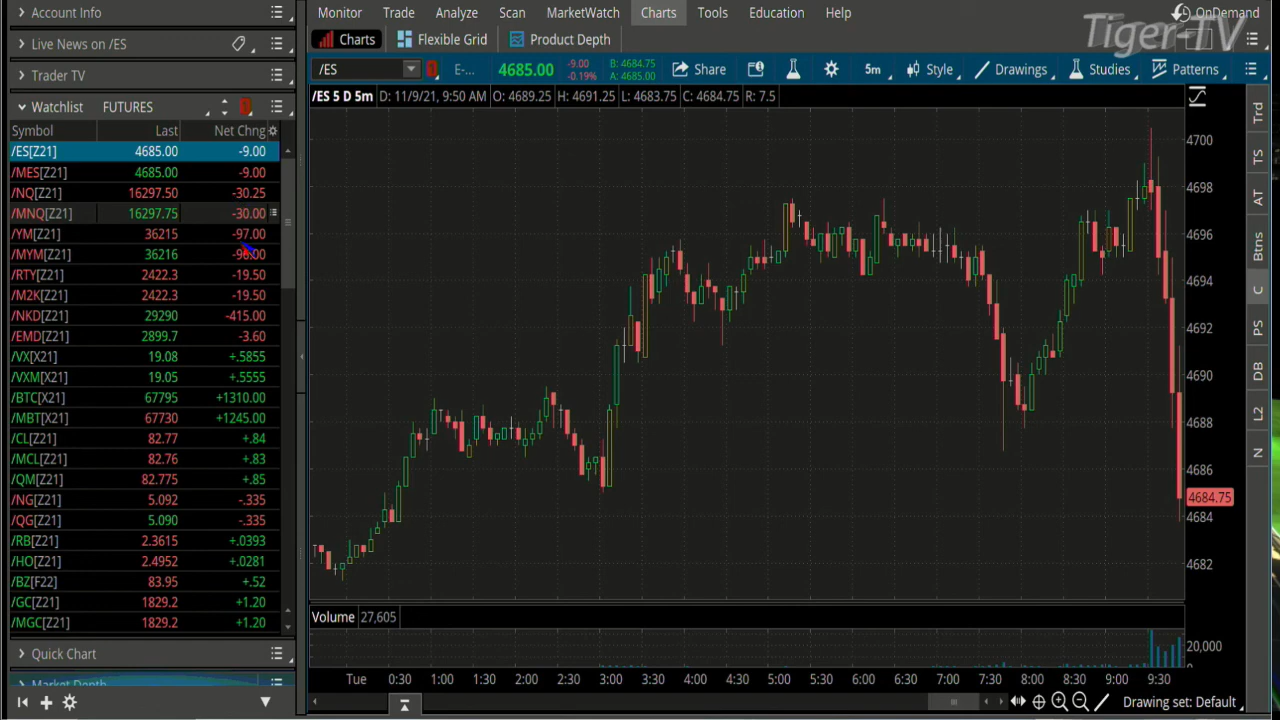 Account Info
Live News on /ES
Trader TV
Watchlist FUTURES
Symbol Last Net Chng
/ES[Z21] 4685.00 -9.00
/MES[Z21] 4685.00 -9.00
/NQ[Z21] 16297.50 -30.25
/MNQ[Z21] 16297.75 -30.00
/YM[Z21] 36215 -97.00
/MYM[Z21] 36216 -96.00
/RTY[Z21] 2422.3 -19.50
/M2K[Z21] 2422.3 -19.50
/NKD[Z21] 29290 -415.00
/EMD[Z21] 2899.7 -3.60
/VX[X21] 19.08 +.5855
/VXM[X21] 19.05 +.5555
/BTC[X21] 67795 +1310.00
/MBT[X21] 67730 +1245.00
/CL[Z21] 82.77 +.84
/MCL[Z21] 82.76 +.83
/QM[Z21] 82.775 +.85
/NG[Z21] 5.092 -.335
/QG[Z21] 5.090 -.335
/RB[Z21] 2.3615 +.0393
/HO[Z21] 2.4952 +.0281
/BZ[F22] 83.95 +.52
/GC[Z21] 1829.2 +1.20
/MGC[Z21] 1829.2 +1.20
Quick Chart
Market Depth
Monitor Trade Analyze Scan MarketWatch Charts Tools Education Help
Tiger-TV
OnDemand
Charts Flexible Grid Product Depth
/ES E-... 4685.00 -9.00 B: 4684.75
-0.19% A: 4685.00
Share 5m Style Drawings Studies Patterns
/ES 5 D 5m D: 11/9/21, 9:50 AM O: 4689.25 H: 4691.25 L: 4683.75 C: 4684.75 R: 7.5
4700
4698
4696
4694
4692
4690
4688
4686
4684.75
4684
4682
Volume 27,605
20,000
Tue 0:30 1:00 1:30 2:00 2:30 3:00 3:30 4:00 4:30 5:00 5:30 6:00 6:30 7:00 7:30 8:00 8:30 9:00 9:30
Drawing set: Default
Trd
TS
AT
Btns
C
PS
DB
L2
N